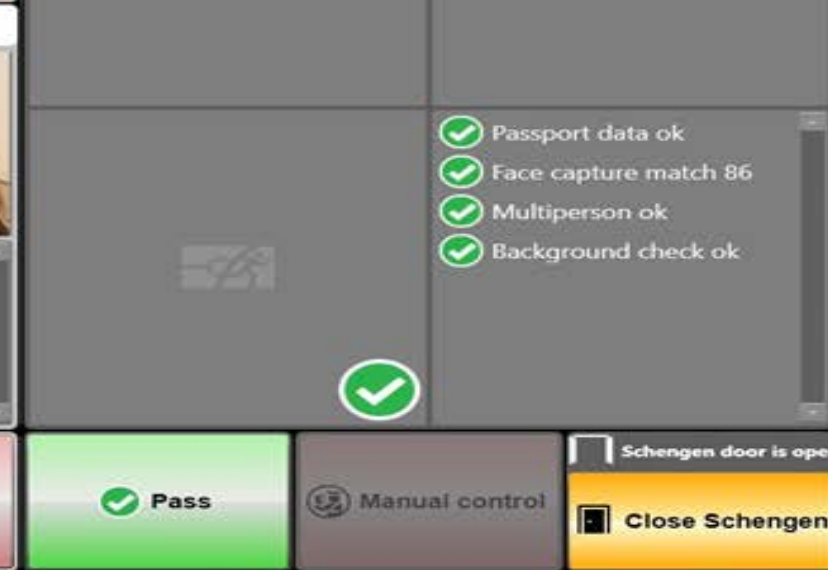 Passport data ok
Face capture match 86
Multiperson ok
Background check ok
Schengen door is ope
Pass
Manual control
Close Schengen